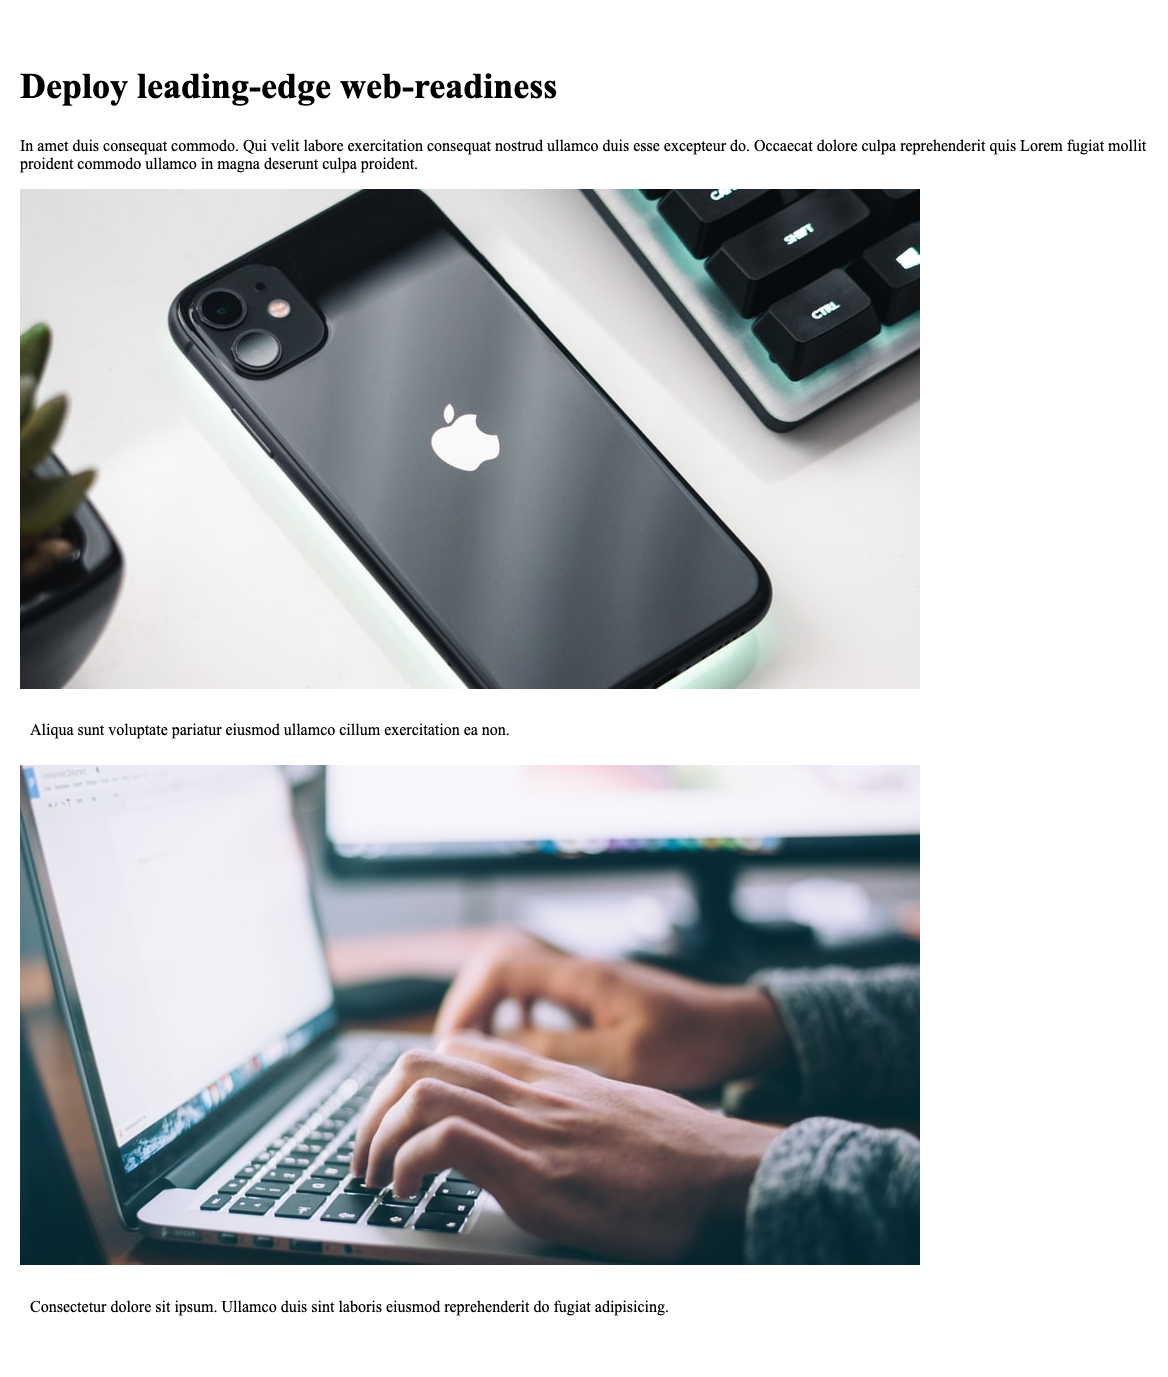 Deploy leading-edge web-readiness
In amet duis consequat commodo. Qui velit labore exercitation consequat nostrud ullamco duis esse excepteur do. Occaecat dolore culpa reprehenderit quis Lorem fugiat mollit
proident commodo ullamco in magna deserunt culpa proident.
SHIFT
CTRL
Aliqua sunt voluptate pariatur eiusmod ullamco cillum exercitation ea non.
Consectetur dolore sit ipsum. Ullamco duis sint laboris eiusmod reprehenderit do fugiat adipisicing.